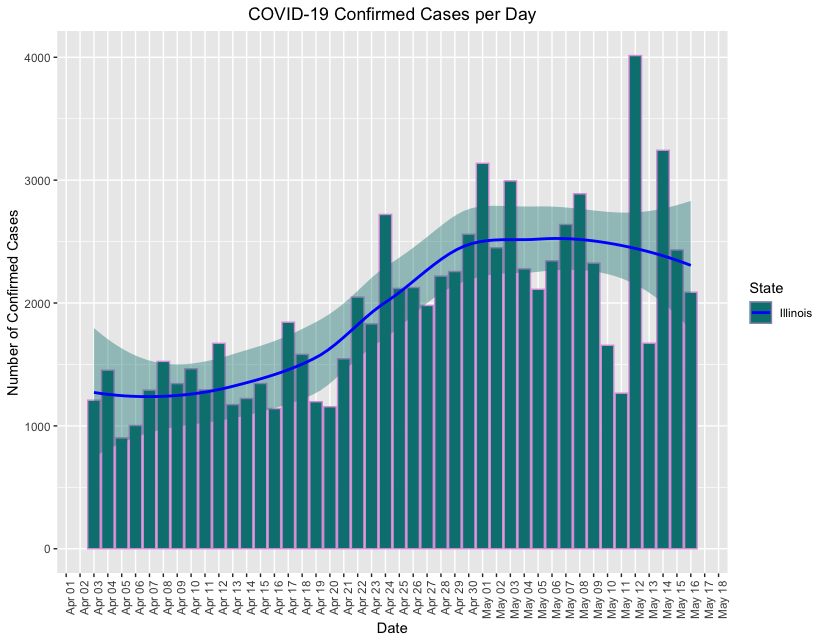 COVID-19 Confirmed Cases per Day
Number of Confirmed Cases
4000
3000
2000
1000
0
Apr 01
Apr 02
Apr 03
Apr 04
Apr 05
Apr 06
Apr 07
Apr 08
Apr 09
Apr 10
Apr 11
Apr 12
Apr 13
Apr 14
Apr 15
Apr 16
Apr 17
Apr 18
Apr 19
Apr 20
Apr 21
Apr 22
Apr 23
Apr 24
Apr 25
Apr 26
Apr 27
Apr 28
Apr 29
Apr 30
May 01
May 02
May 03
May 04
May 05
May 06
May 07
May 08
May 09
May 10
May 11
May 12
May 13
May 14
May 15
May 16
May 17
May 18
Date
State
Illinois